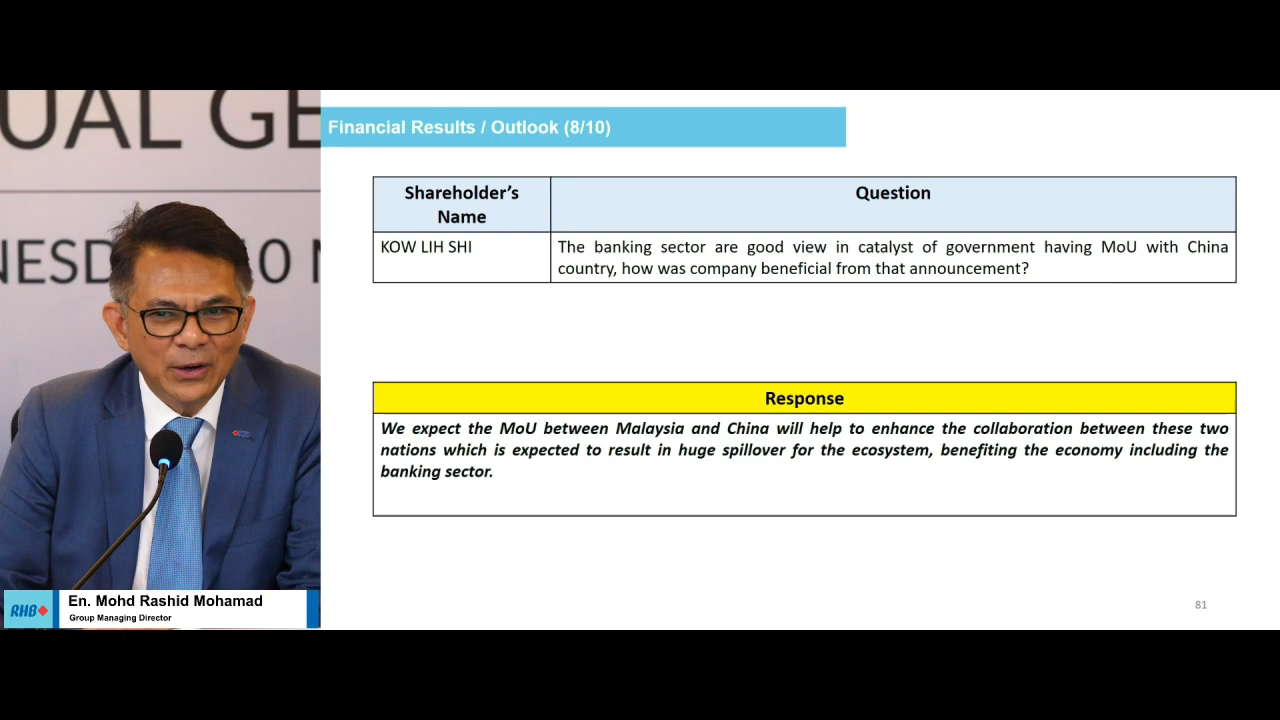 UAL GE
NESD
10 M
Financial Results / Outlook (8/10)
Shareholder's
Name
Question
KOW LIH SHI
The banking sector are good view in catalyst of government having MoU with China
country, how was company beneficial from that announcement?
Response
We expect the MoU between Malaysia and China will help to enhance the collaboration between these two
nations which is expected to result in huge spillover for the ecosystem, benefiting the economy including the
banking sector.
RHB
En. Mohd Rashid Mohamad
Group Managing Director
81